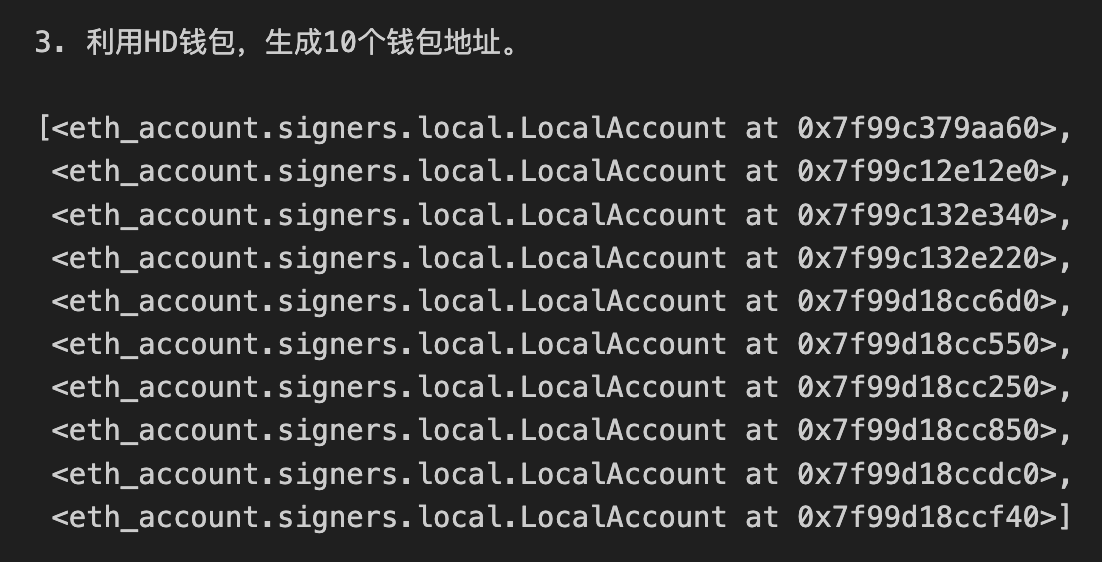 3. 利用HD钱包，生成10个钱包地址。
[<eth_account.signers.local.LocalAccount at 0x7f99c379aa60>,
<eth_account.signers.local.LocalAccount at 0x7f99c12e12e0>,
<eth_account.signers.local.LocalAccount at 0x7f99c132e340>,
<eth_account.signers.local.LocalAccount at 0x7f99c132e220>,
<eth_account.signers.local.LocalAccount at 0x7f99d18cc6d0>,
<eth_account.signers.local.LocalAccount at 0x7f99d18cc550>,
<eth_account.signers.local.LocalAccount at 0x7f99d18cc250>,
<eth_account.signers.local.LocalAccount at 0x7f99d18cc850>,
<eth_account.signers.local.LocalAccount at 0x7f99d18ccdc0>,
<eth_account.signers.local.LocalAccount at 0x7f99d18ccf40>]